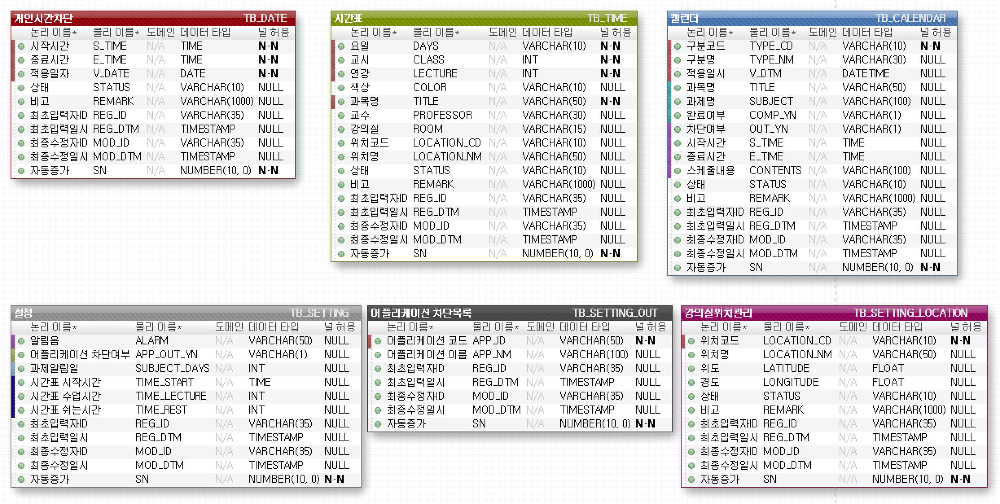 개인시간차단 TB_DATE
논리 이름* 물리 이름* 도메인 데이터 타입 널 허용
시작시간 S_TIME N/A TIME N-N
종료시간 E_TIME N/A TIME N-N
적용일자 V_DATE N/A DATE N-N
상태 STATUS N/A VARCHAR(10) NULL
비고 REMARK N/A VARCHAR(1000) NULL
최초입력자ID REG_ID N/A VARCHAR(35) NULL
최초입력일시 REG_DTM N/A TIMESTAMP NULL
최종수정자ID MOD_ID N/A VARCHAR(35) NULL
최종수정일시 MOD_DTM N/A TIMESTAMP NULL
자동증가 SN N/A NUMBER(10, 0) N-N
시간표 TB_TIME
논리 이름* 물리 이름* 도메인 데이터 타입 널 허용
요일 DAYS N/A VARCHAR(10) N-N
교시 CLASS N/A INT N-N
연강 LECTURE N/A INT N-N
색상 COLOR N/A VARCHAR(10) NULL
과목명 TITLE N/A VARCHAR(50) N-N
교수 PROFESSOR N/A VARCHAR(30) NULL
강의실 ROOM N/A VARCHAR(15) NULL
위치코드 LOCATION_CD N/A VARCHAR(10) NULL
위치명 LOCATION_NM N/A VARCHAR(50) NULL
상태 STATUS N/A VARCHAR(10) NULL
비고 REMARK N/A VARCHAR(1000) NULL
최초입력자ID REG_ID N/A VARCHAR(35) NULL
최초입력일시 REG_DTM N/A TIMESTAMP NULL
최종수정자ID MOD_ID N/A VARCHAR(35) NULL
최종수정일시 MOD_DTM N/A TIMESTAMP NULL
자동증가 SN N/A NUMBER(10, 0) N-N
캘린더 TB_CALENDAR
논리 이름* 물리 이름* 도메인 데이터 타입 널 허용
구분코드 TYPE_CD N/A VARCHAR(10) N-N
구분명 TYPE_NM N/A VARCHAR(30) NULL
적용일시 V_DTM N/A DATETIME NULL
과목명 TITLE N/A VARCHAR(50) NULL
과제명 SUBJECT N/A VARCHAR(100) NULL
완료여부 COMP_YN N/A VARCHAR(1) NULL
차단여부 OUT_YN N/A VARCHAR(1) NULL
시작시간 S_TIME N/A TIME NULL
종료시간 E_TIME N/A TIME NULL
스케줄내용 CONTENTS N/A VARCHAR(100) NULL
상태 STATUS N/A VARCHAR(10) NULL
비고 REMARK N/A VARCHAR(1000) NULL
최초입력자ID REG_ID N/A VARCHAR(35) NULL
최초입력일시 REG_DTM N/A TIMESTAMP NULL
최종수정자ID MOD_ID N/A VARCHAR(35) NULL
최종수정일시 MOD_DTM N/A TIMESTAMP NULL
자동증가 SN N/A NUMBER(10, 0) N-N
설정 TB_SETTING
논리 이름* 물리 이름* 도메인 데이터 타입 널 허용
알림음 ALARM N/A VARCHAR(50) NULL
어플리케이션 차단여부 APP_OUT_YN N/A VARCHAR(1) NULL
과제알림일 SUBJECT_DAYS N/A INT NULL
시간표 시작시간 TIME_START N/A TIME NULL
시간표 수업시간 TIME_LECTURE N/A INT NULL
시간표 쉬는시간 TIME_REST N/A INT NULL
최초입력자ID REG_ID N/A VARCHAR(35) NULL
최초입력일시 REG_DTM N/A TIMESTAMP NULL
최종수정자ID MOD_ID N/A VARCHAR(35) NULL
최종수정일시 MOD_DTM N/A TIMESTAMP NULL
자동증가 SN N/A NUMBER(10, 0) N-N
어플리케이션 차단목록 TB_SETTING_OUT
논리 이름* 물리 이름* 도메인 데이터 타입 널 허용
어플리케이션 코드 APP_ID N/A VARCHAR(50) N-N
어플리케이션 이름 APP_NM N/A VARCHAR(100) NULL
최초입력자ID REG_ID N/A VARCHAR(35) NULL
최초입력일시 REG_DTM N/A TIMESTAMP NULL
최종수정자ID MOD_ID N/A VARCHAR(35) NULL
최종수정일시 MOD_DTM N/A TIMESTAMP NULL
자동증가 SN N/A NUMBER(10, 0) N-N
강의실위치관리 TB_SETTING_LOCATION
논리 이름* 물리 이름* 도메인 데이터 타입 널 허용
위치코드 LOCATION_CD N/A VARCHAR(10) N-N
위치명 LOCATION_NM N/A VARCHAR(50) NULL
위도 LATITUDE N/A FLOAT NULL
경도 LONGITUDE N/A FLOAT NULL
상태 STATUS N/A VARCHAR(10) NULL
비고 REMARK N/A VARCHAR(1000) NULL
최초입력자ID REG_ID N/A VARCHAR(35) NULL
최초입력일시 REG_DTM N/A TIMESTAMP NULL
최종수정자ID MOD_ID N/A VARCHAR(35) NULL
최종수정일시 MOD_DTM N/A TIMESTAMP NULL
자동증가 SN N/A NUMBER(10, 0) N-N